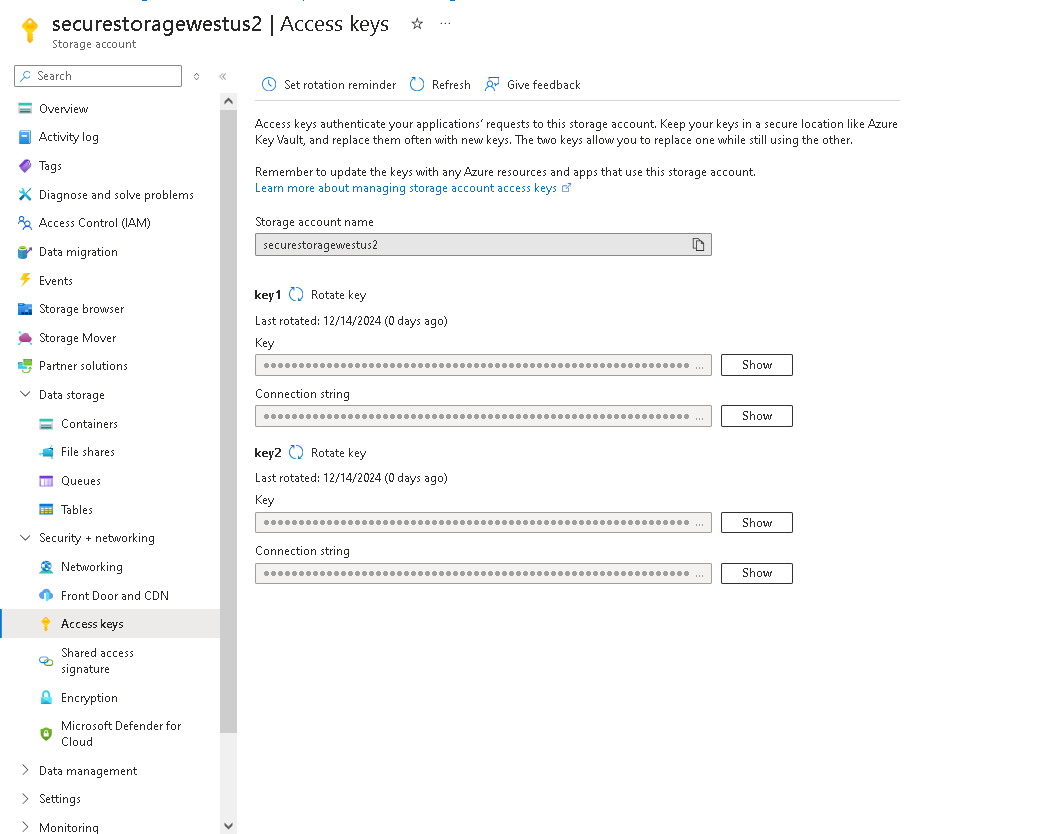 securestoragewestus2 | Access keys ☆ ...
Storage account
Search
Overview
Activity log
Tags
Diagnose and solve problems
Access Control (IAM)
Data migration
Events
Storage browser
Storage Mover
Partner solutions
Data storage
Containers
File shares
Queues
Tables
Security + networking
Networking
Front Door and CDN
Access keys
Shared access
signature
Encryption
Microsoft Defender for
Cloud
Data management
Settings
Monitoring
Set rotation reminder Refresh Give feedback
Access keys authenticate your applications' requests to this storage account. Keep your keys in a secure location like Azure
Key Vault, and replace them often with new keys. The two keys allow you to replace one while still using the other.
Remember to update the keys with any Azure resources and apps that use this storage account.
Learn more about managing storage account access keys
Storage account name
securestoragewestus2
key1 Rotate key
Last rotated: 12/14/2024 (0 days ago)
Key
... Show
Connection string
... Show
key2 Rotate key
Last rotated: 12/14/2024 (0 days ago)
Key
... Show
Connection string
... Show